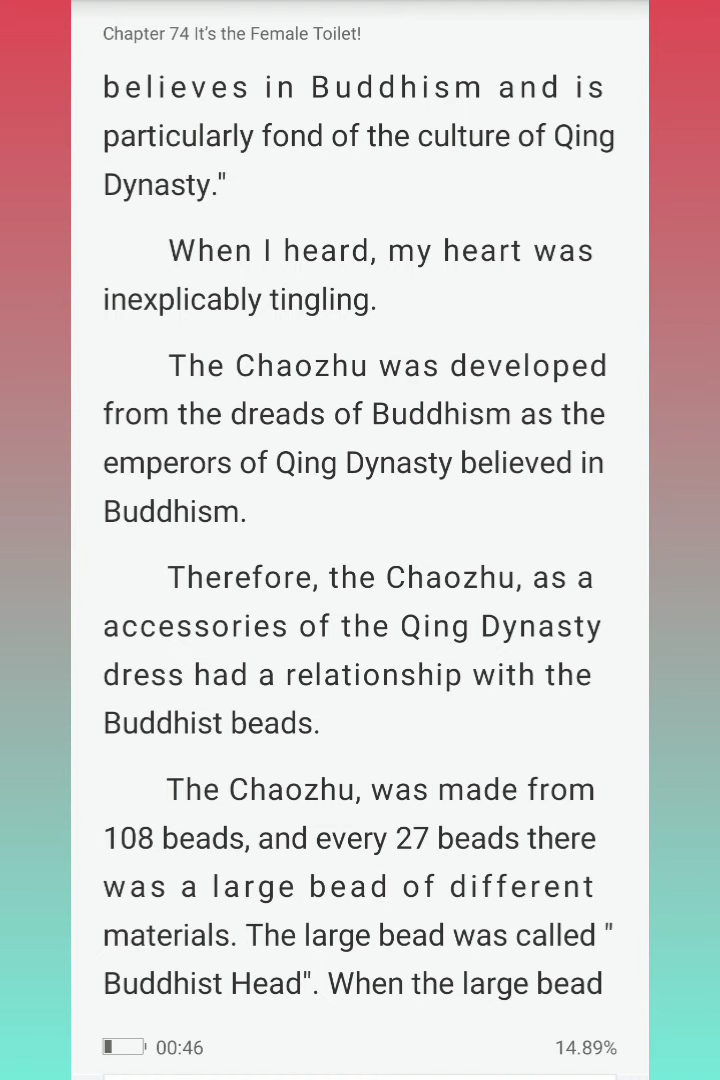 Chapter 74 It's the Female Toilet!
believes in Buddhism and is
particularly fond of the culture of Qing
Dynasty."
When I heard, my heart was
inexplicably tingling.
The Chaozhu was developed
from the dreads of Buddhism as the
emperors of Qing Dynasty believed in
Buddhism.
Therefore, the Chaozhu, as a
accessories of the Qing Dynasty
dress had a relationship with the
Buddhist beads.
The Chaozhu, was made from
108 beads, and every 27 beads there
was a large bead of different
materials. The large bead was called "
Buddhist Head". When the large bead
00:46 14.89%